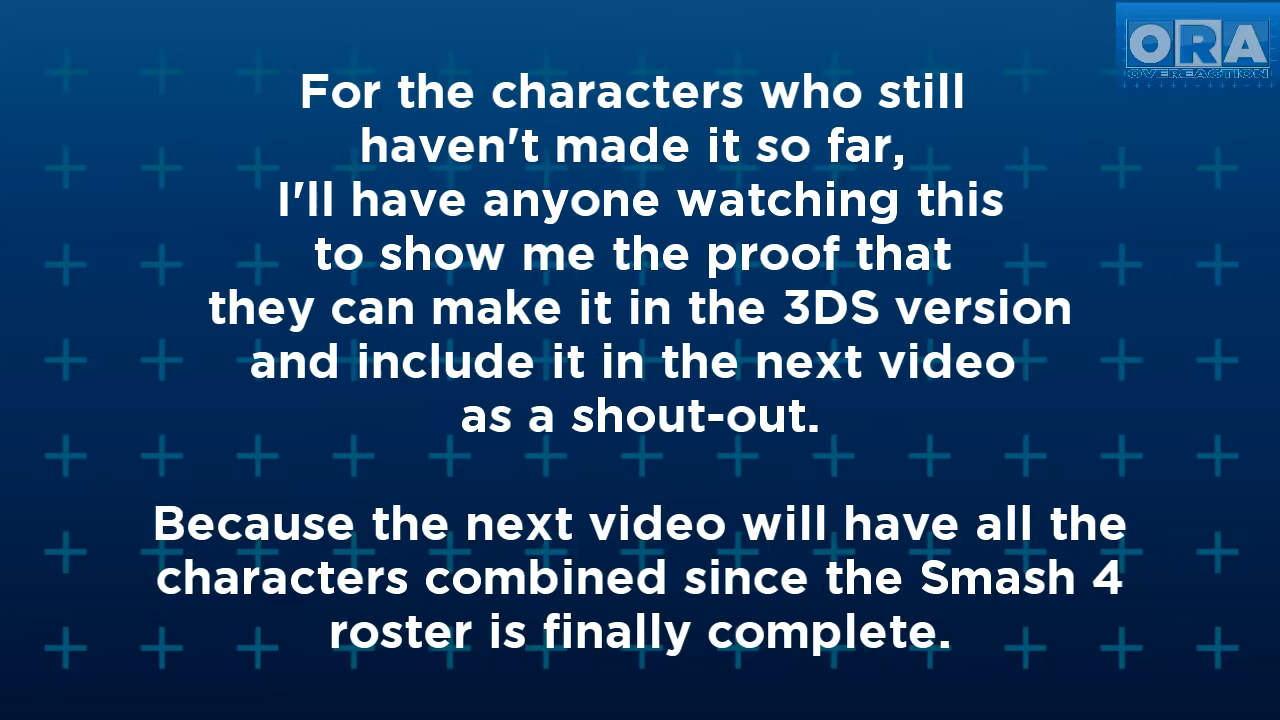 ORA
OVEREACTION
For the characters who still
haven't made it so far,
I'll have anyone watching this
to show me the proof that
they can make it in the 3DS version
and include it in the next video
as a shout-out.
Because the next video will have all the
characters combined since the Smash 4
roster is finally complete.